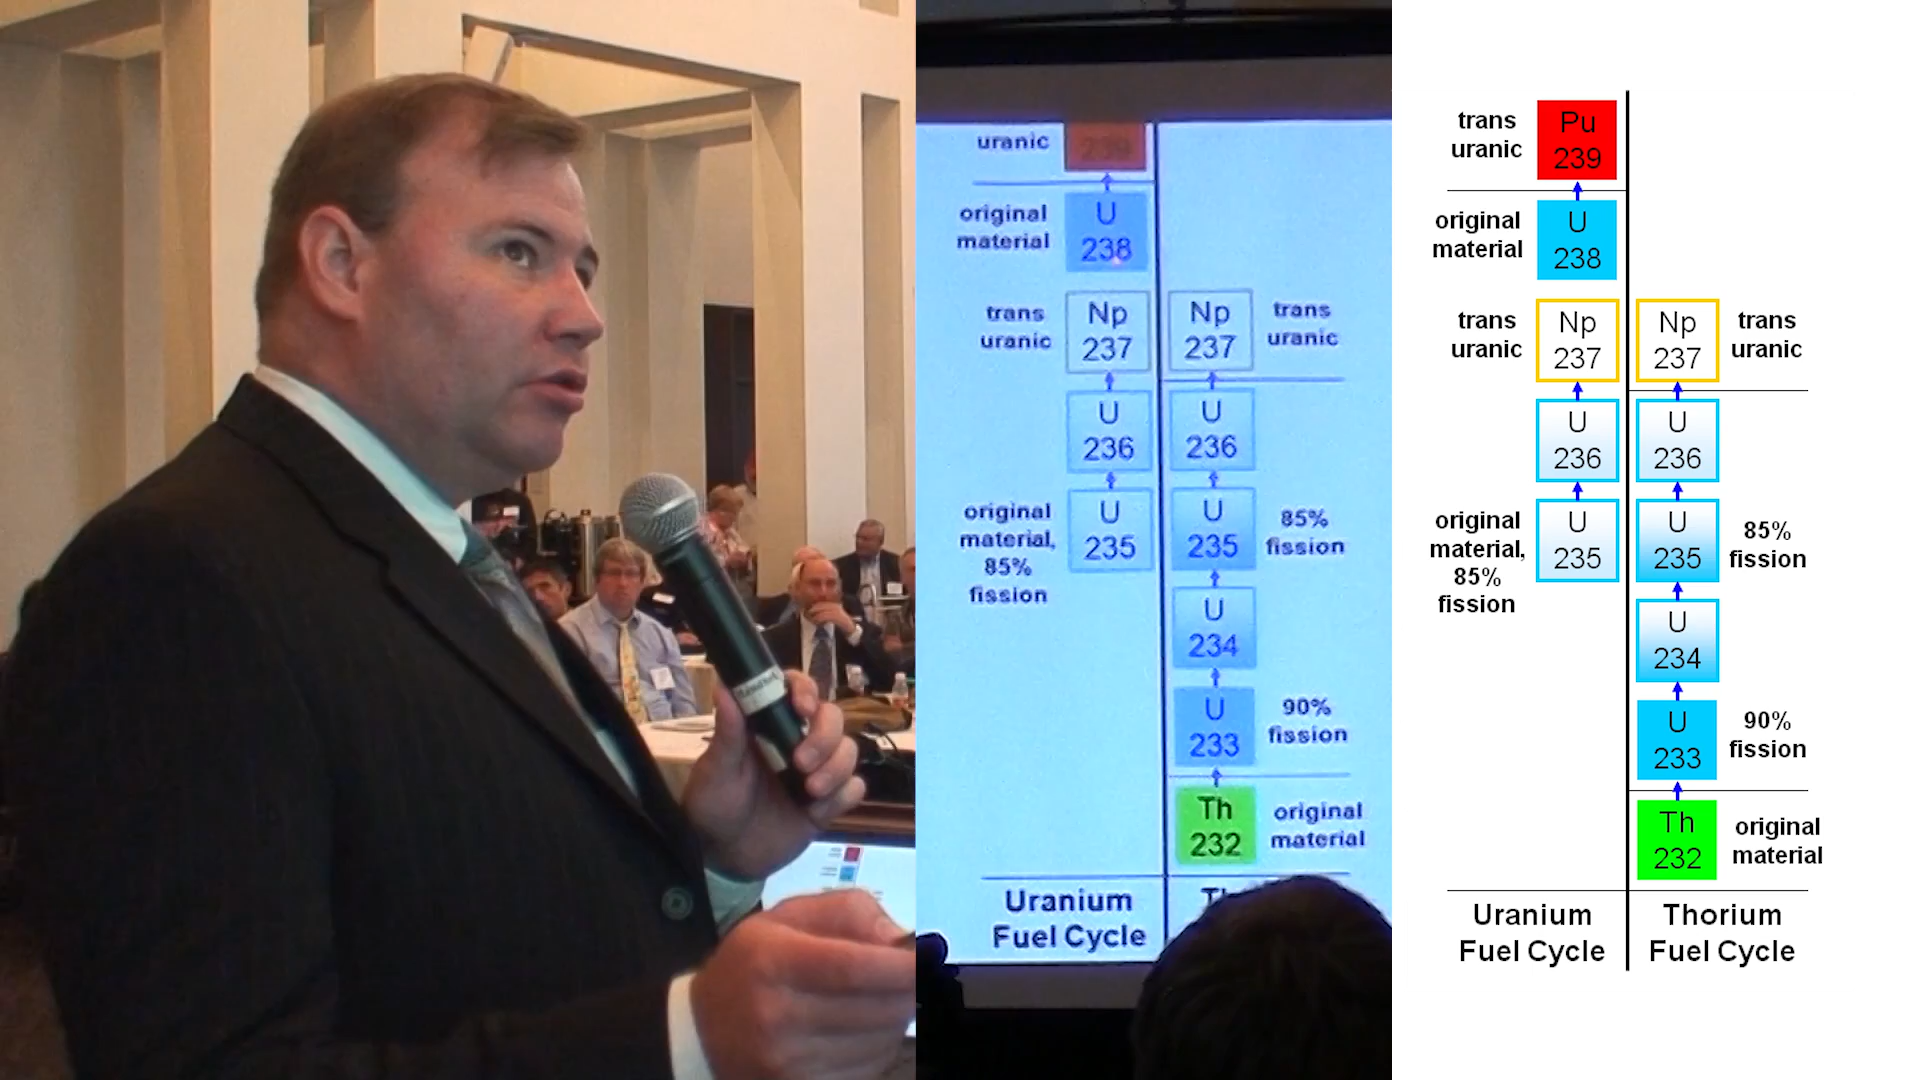 uranic
239
original
material
U
238
trans
uranic
Np
237
Np
237
trans
uranic
U
236
U
236
original
material,
85%
fission
U
235
U
235
85%
fission
U
234
U
233
90%
fission
Th
232
original
material
Uranium
Fuel Cycle
trans
uranic
Pu
239
original
material
U
238
trans
uranic
Np
237
Np
237
trans
uranic
U
236
U
236
original
material,
85%
fission
U
235
U
235
85%
fission
U
234
U
233
90%
fission
Th
232
original
material
Uranium
Fuel Cycle
Thorium
Fuel Cycle